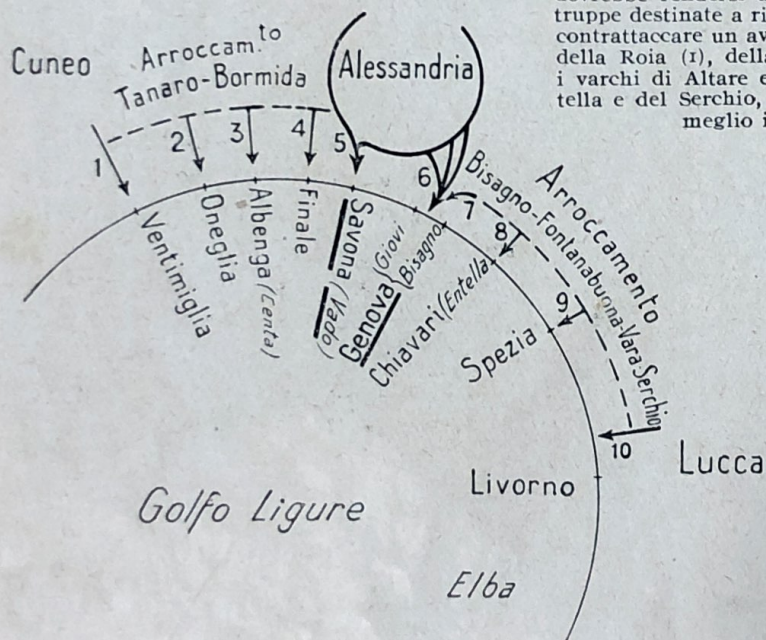 truppe destinate a ri
contrattaccare un av
della Roia (1), della
i varchi di Altare e
tella e del Serchio,
meglio i
Cuneo
Arroccam.to
Tanaro-Bormida
Alessandria
1
2
3
4
5
6
7
8
9
10
Bisagno-Fontanabuona-Vara-Serchio
Arroccamento
Ventimiglia
Oneglia
Albenga (Centa)
Finale
Savona (Vado)
Genova { Giovi
Bisagno
Chiavari (Entella)
Spezia
Lucca
Livorno
Golfo Ligure
Elba